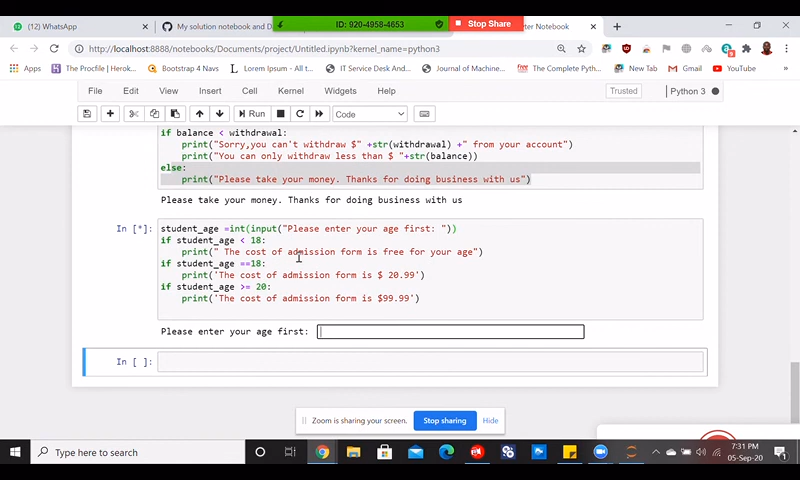 (12) WhatsApp
My solution notebook and D
ID: 920-4958-4653
Stop Share
ter Notebook
http://localhost:8888/notebooks/Documents/project/Untitled.ipynb?kernel_name=python3
Apps
The Procfile | Herok...
Bootstrap 4 Navs
Lorem Ipsum - All t...
IT Service Desk And...
Journal of Machine...
The Complete Pyth...
New Tab
Gmail
YouTube
File Edit View Insert Cell Kernel Widgets Help
Trusted
Python 3
Run
Code
if balance < withdrawal:
print("Sorry,you can't withdraw $" +str(withdrawal) +" from your account")
print("You can only withdraw less than $ "+str(balance))
else:
print("Please take your money. Thanks for doing business with us")
Please take your money. Thanks for doing business with us
In [*]:
student_age =int(input("Please enter your age first: "))
if student_age < 18:
print(" The cost of admission form is free for your age")
if student_age ==18:
print('The cost of admission form is $ 20.99')
if student_age >= 20:
print('The cost of admission form is $99.99')
Please enter your age first:
In [ ]:
Zoom is sharing your screen.
Stop sharing
Hide
Type here to search
7:31 PM
05-Sep-20